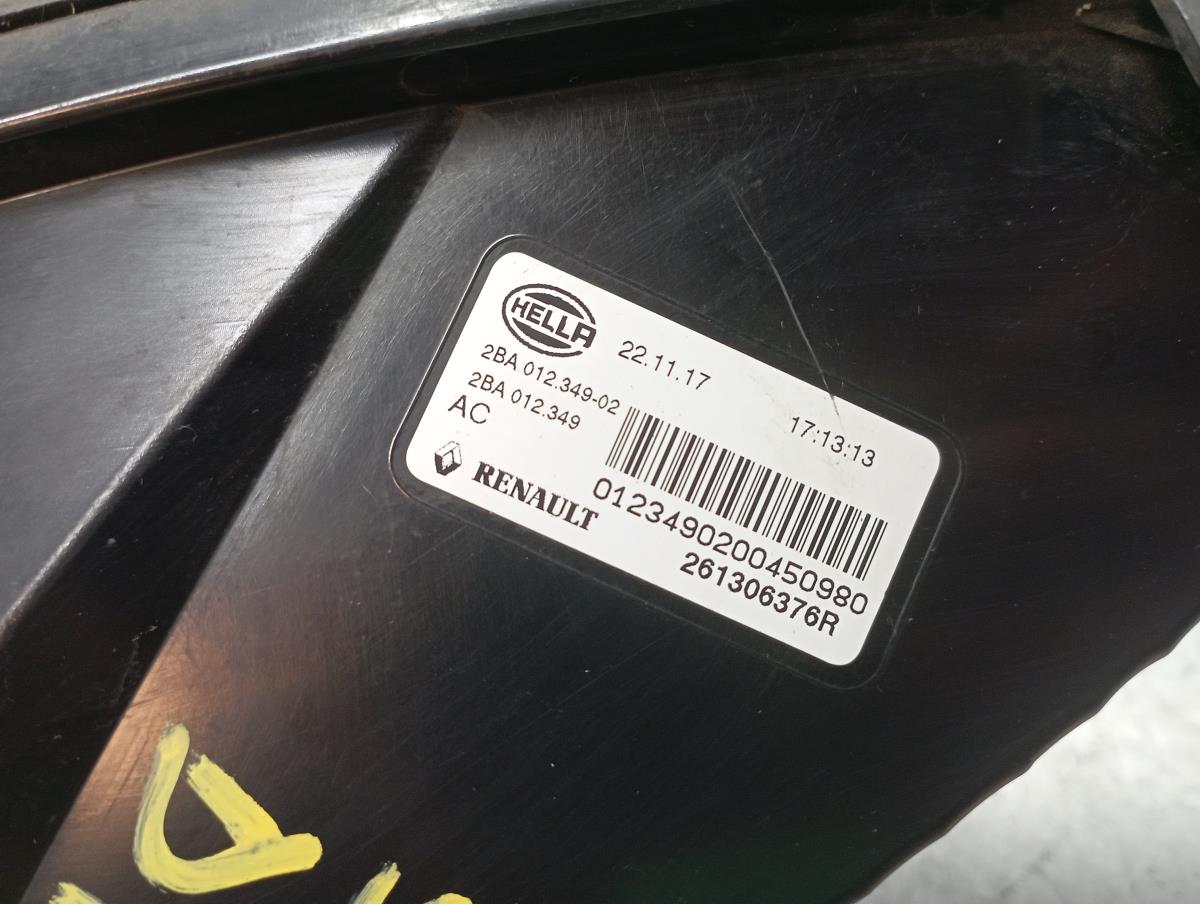 HELLA
22.11.17
17:13:13
2BA 012.349-02
2BA 012.349
AC
RENAULT
0123490200450980
261306376R